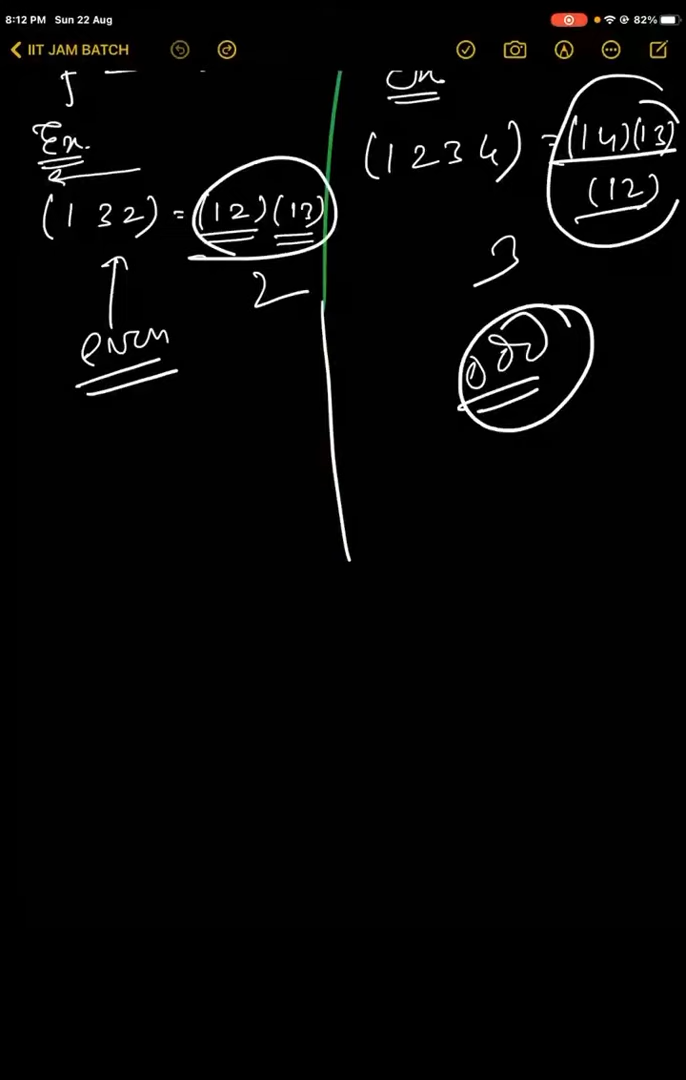 8:12 PM Sun 22 Aug
82%
IIT JAM BATCH
Ex.
(1 3 2) = (12)(13)
2
even
Ex.
(1 2 3 4) = (14)(13)
(12)
3
odd